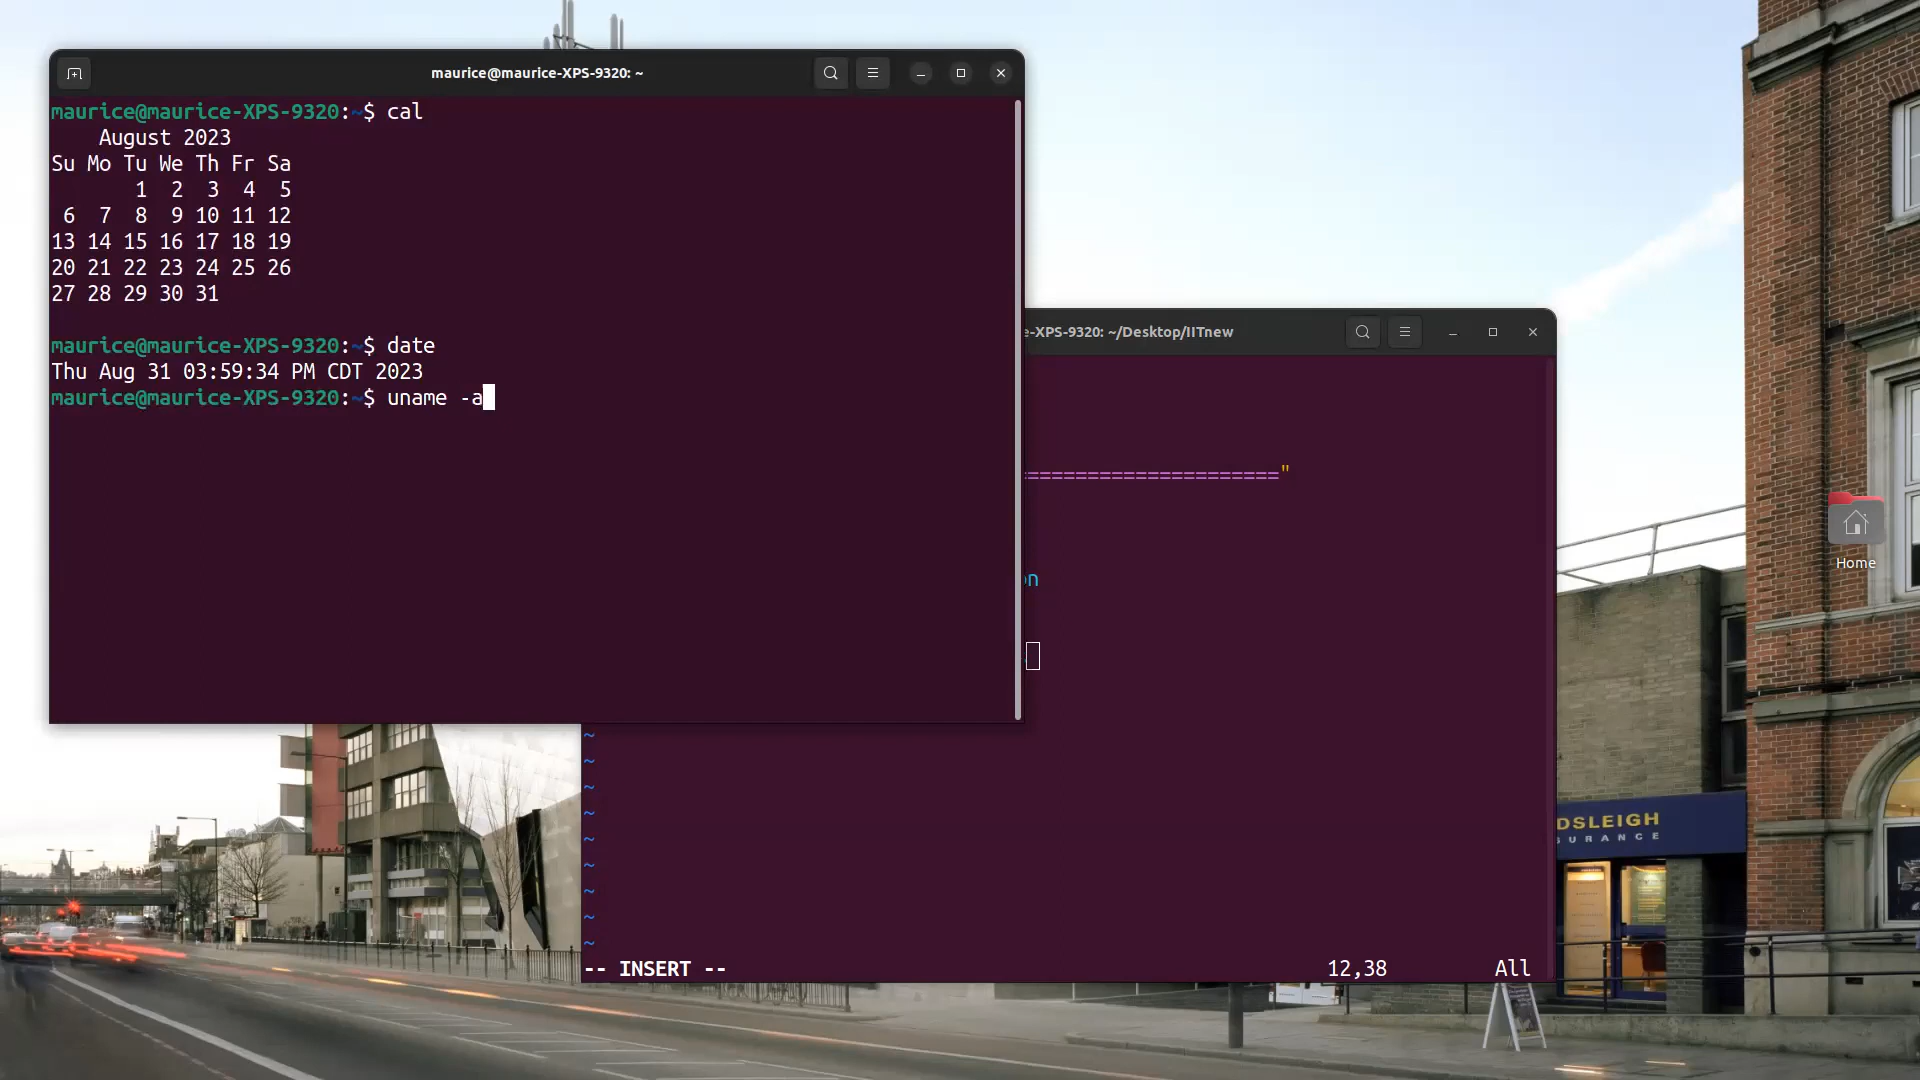 maurice@maurice-XPS-9320: ~
maurice@maurice-XPS-9320:~$ cal
August 2023
Su Mo Tu We Th Fr Sa
1 2 3 4 5
6 7 8 9 10 11 12
13 14 15 16 17 18 19
20 21 22 23 24 25 26
27 28 29 30 31
maurice@maurice-XPS-9320:~$ date
Thu Aug 31 03:59:34 PM CDT 2023
maurice@maurice-XPS-9320:~$ uname -a
e-XPS-9320: ~/Desktop/IITnew
====================="
on
~
~
~
~
~
~
~
~
~
-- INSERT -- 12,38 All
Home
DSLEIGH
SURANCE